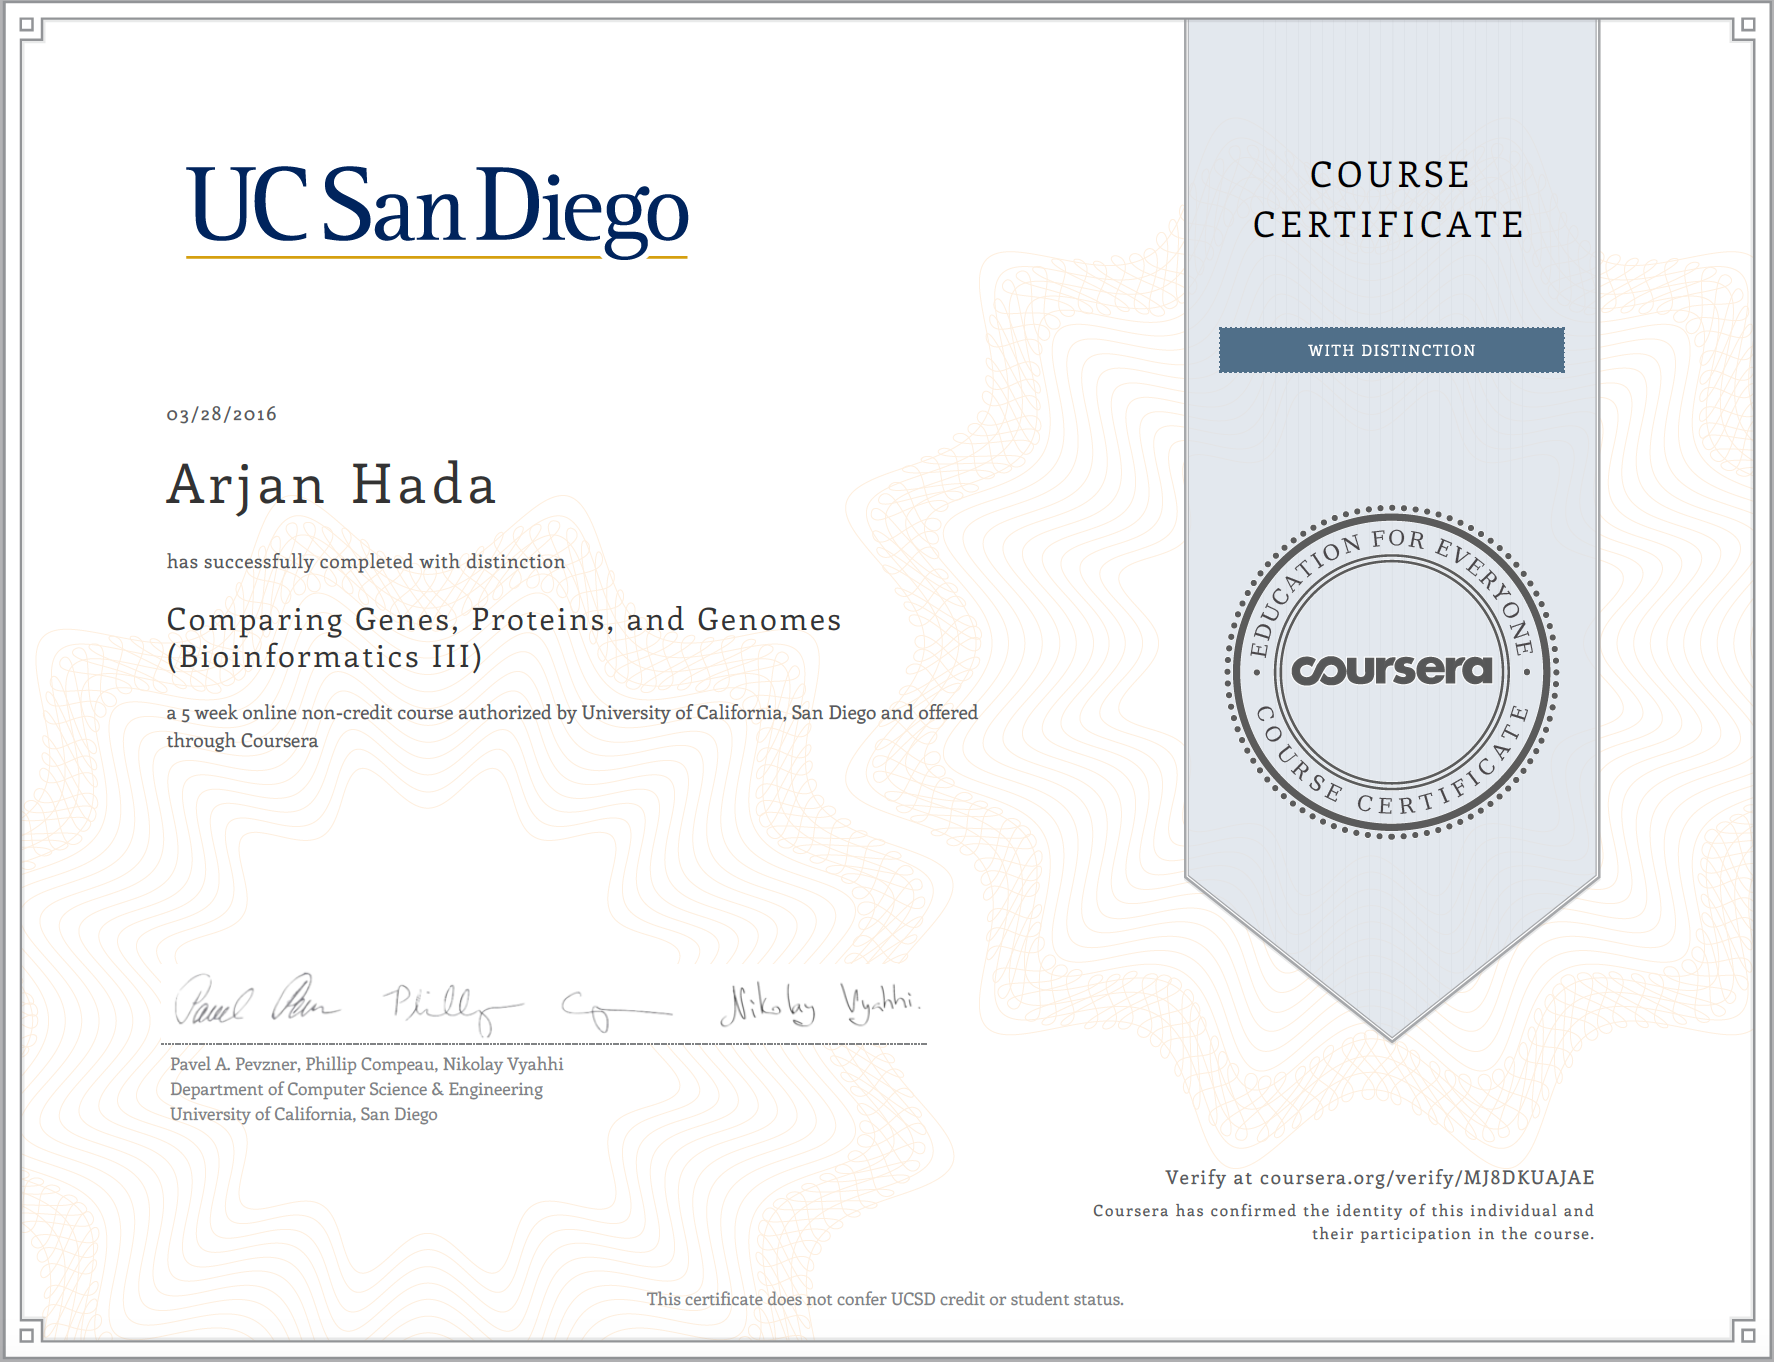 UC San Diego
COURSE
CERTIFICATE
WITH DISTINCTION
03/28/2016
Arjan Hada
has successfully completed with distinction
Comparing Genes, Proteins, and Genomes
(Bioinformatics III)
a 5 week online non-credit course authorized by University of California, San Diego and offered
through Coursera
EDUCATION FOR EVERYONE
coursera
COURSE CERTIFICATE
Nikolay Vyahhi.
Pavel A. Pevzner, Phillip Compeau, Nikolay Vyahhi
Department of Computer Science & Engineering
University of California, San Diego
Verify at coursera.org/verify/MJ8DKUAJAE
Coursera has confirmed the identity of this individual and
their participation in the course.
This certificate does not confer UCSD credit or student status.